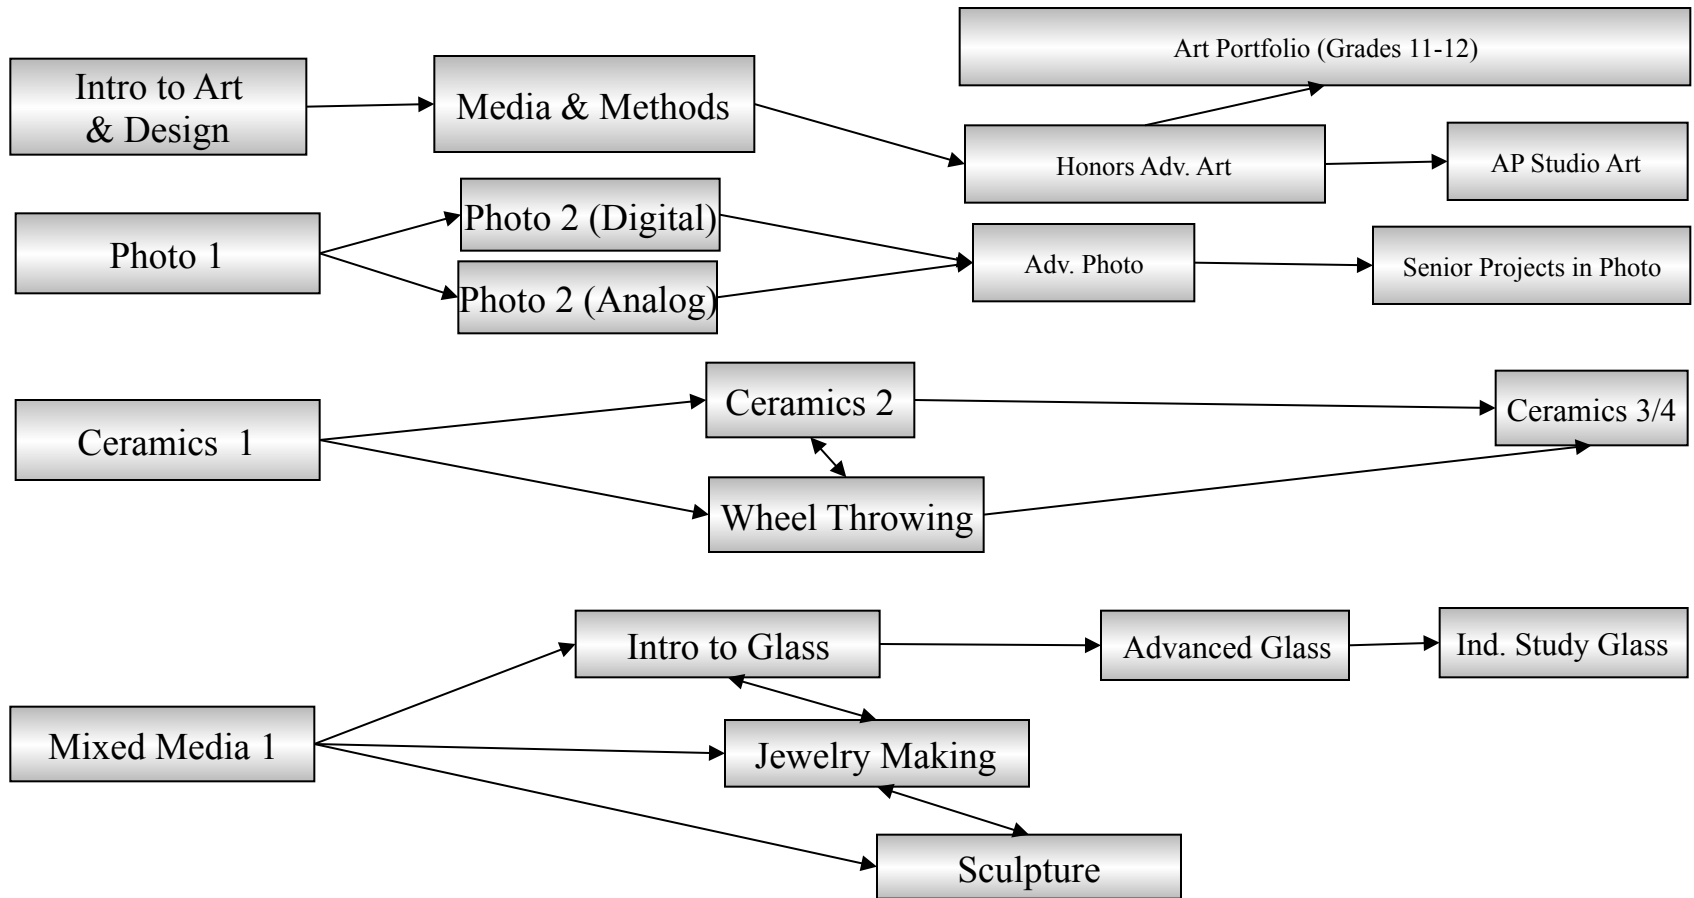 Art Portfolio (Grades 11-12)
Intro to Art
& Design
Media & Methods
Honors Adv. Art
AP Studio Art
Photo 1
Photo 2 (Digital)
Photo 2 (Analog)
Adv. Photo
Senior Projects in Photo
Ceramics  1
Ceramics 2
Ceramics 3/4
Wheel Throwing
Mixed Media 1
Intro to Glass
Advanced Glass
Ind. Study Glass
Jewelry Making
Sculpture